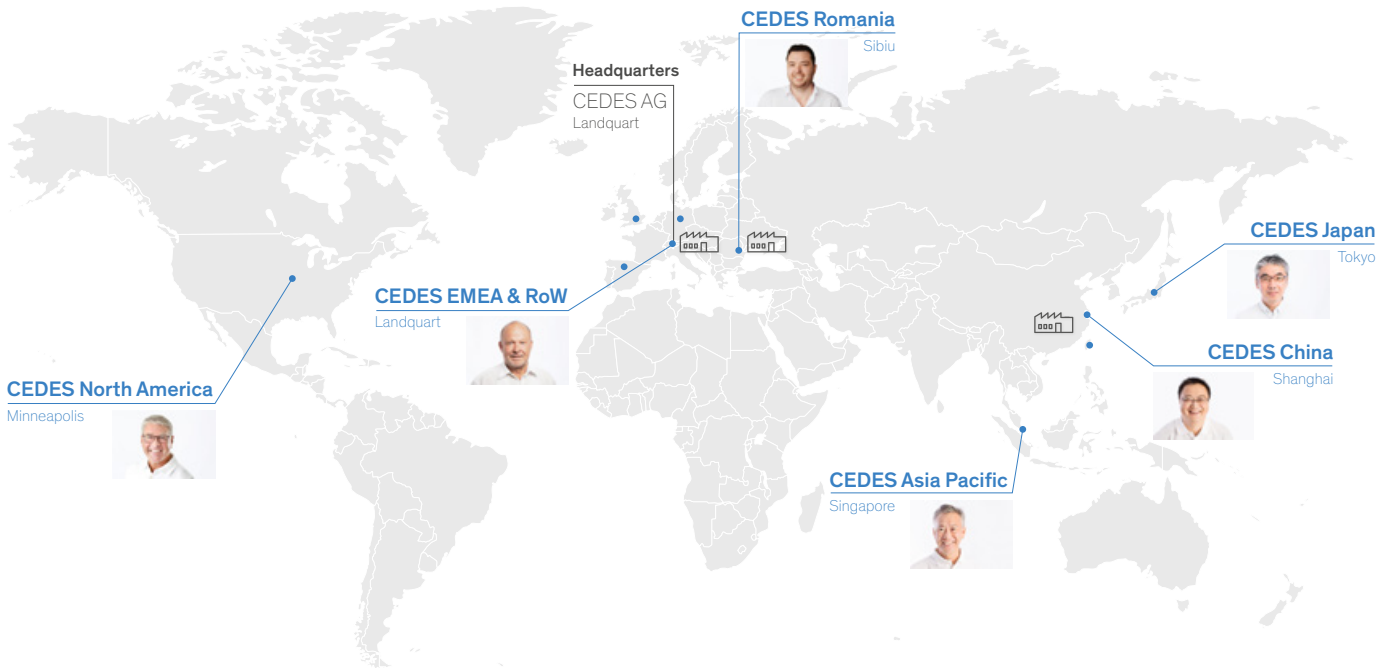 CEDES Romania
Sibiu
Headquarters
CEDES AG
Landquart
CEDES Japan
Tokyo
CEDES EMEA & RoW
Landquart
CEDES China
Shanghai
CEDES North America
Minneapolis
CEDES Asia Pacific
Singapore